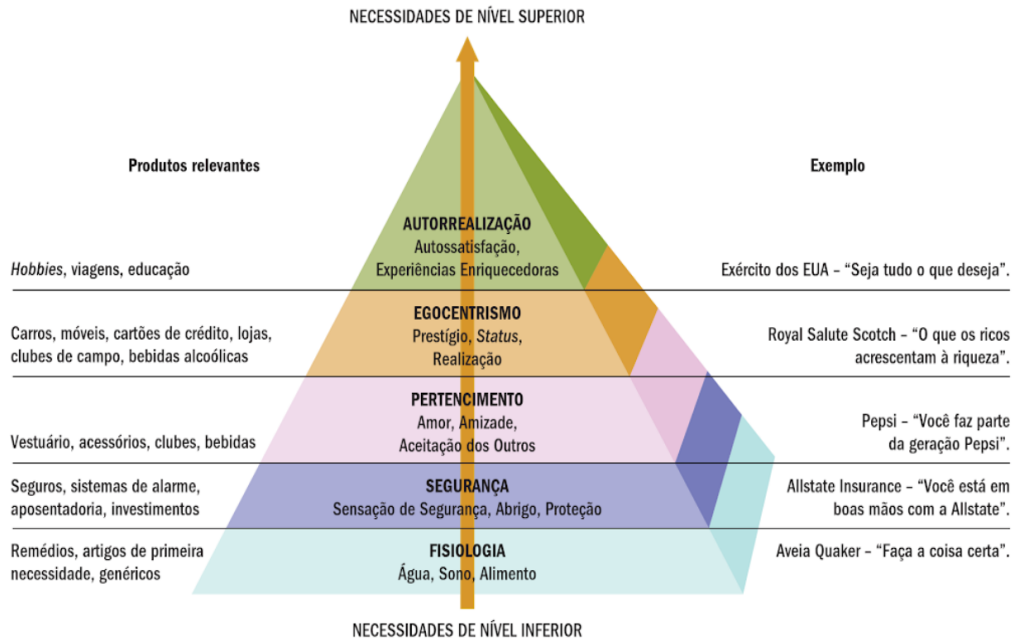 NECESSIDADES DE NÍVEL SUPERIOR
Produtos relevantes
Exemplo
AUTORREALIZAÇÃO
Autossatisfação,
Experiências Enriquecedoras
Hobbies, viagens, educação
Exército dos EUA – “Seja tudo o que deseja”.
EGOCENTRISMO
Prestígio, Status,
Realização
Carros, móveis, cartões de crédito, lojas,
clubes de campo, bebidas alcoólicas
Royal Salute Scotch – “O que os ricos
acrescentam à riqueza”.
PERTENCIMENTO
Amor, Amizade,
Aceitação dos Outros
Vestuário, acessórios, clubes, bebidas
Pepsi – “Você faz parte
da geração Pepsi”.
SEGURANÇA
Sensação de Segurança, Abrigo, Proteção
Seguros, sistemas de alarme,
aposentadoria, investimentos
Allstate Insurance – “Você está em
boas mãos com a Allstate”.
FISIOLOGIA
Água, Sono, Alimento
Remédios, artigos de primeira
necessidade, genéricos
Aveia Quaker – “Faça a coisa certa”.
NECESSIDADES DE NÍVEL INFERIOR